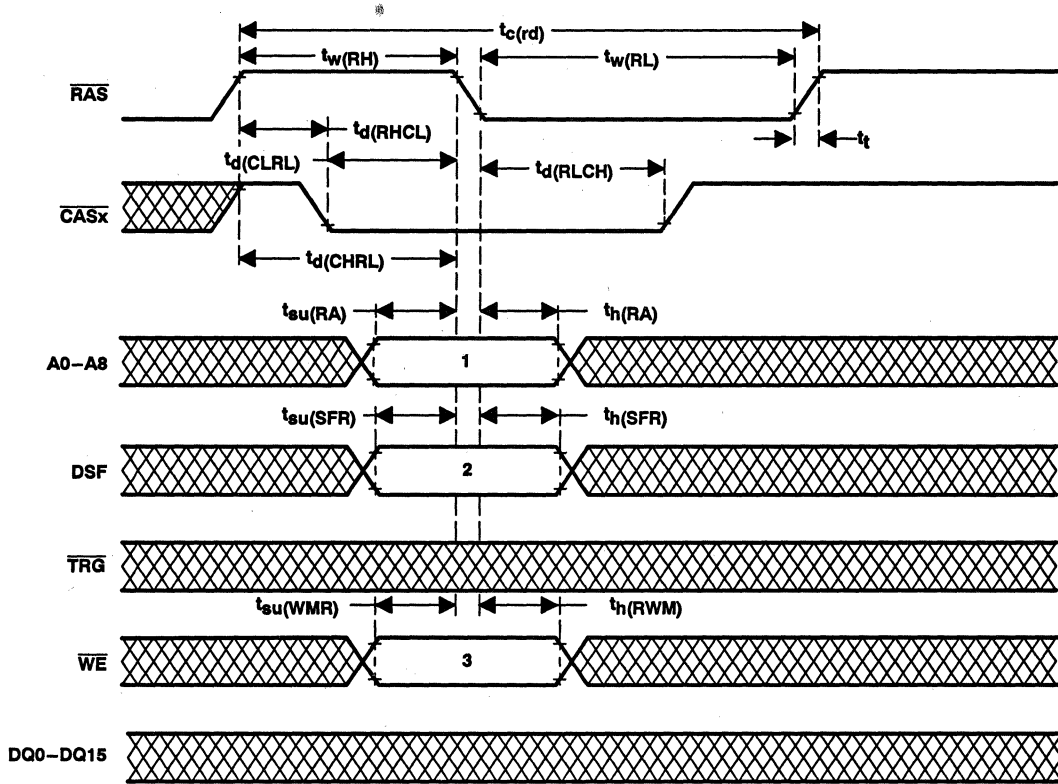 tc(rd)
tw(RH) tw(RL)
RAS
td(RHCL) tt
td(CLRL) td(RLCH)
CASx
td(CHRL)
tsu(RA) th(RA)
A0–A8 1
tsu(SFR) th(SFR)
DSF 2
TRG
tsu(WMR) th(RWM)
WE 3
DQ0–DQ15